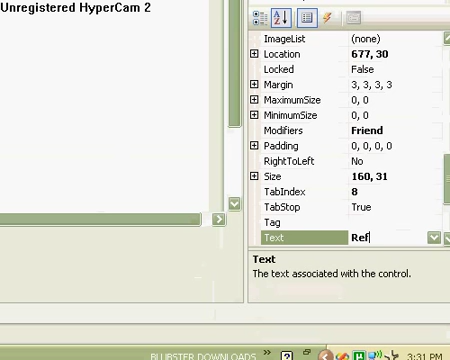 Unregistered HyperCam 2
ImageList (none)
Location 677, 30
Locked False
Margin 3, 3, 3, 3
MaximumSize 0, 0
MinimumSize 0, 0
Modifiers Friend
Padding 0, 0, 0, 0
RightToLeft No
Size 160, 31
TabIndex 8
TabStop True
Tag
Text Ref
Text
The text associated with the control.
BLUBSTER DOWNLOADS
3:31 PM